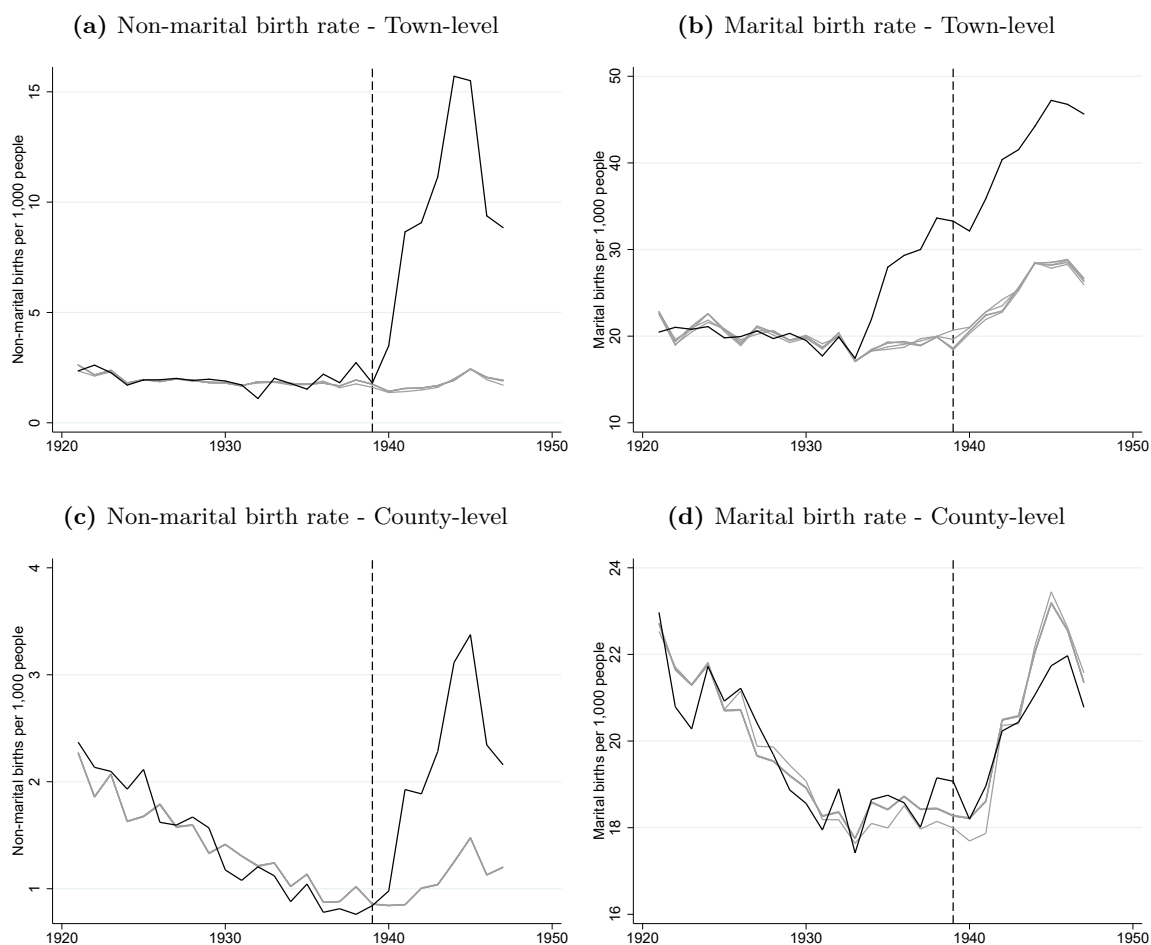 (a) Non-marital birth rate - Town-level
Non-marital births per 1,000 people
15
10
5
0
1920 1930 1940 1950
(b) Marital birth rate - Town-level
Marital births per 1,000 people
50
40
30
20
10
1920 1930 1940 1950
(c) Non-marital birth rate - County-level
Non-marital births per 1,000 people
4
3
2
1
1920 1930 1940 1950
(d) Marital birth rate - County-level
Marital births per 1,000 people
24
22
20
18
16
1920 1930 1940 1950